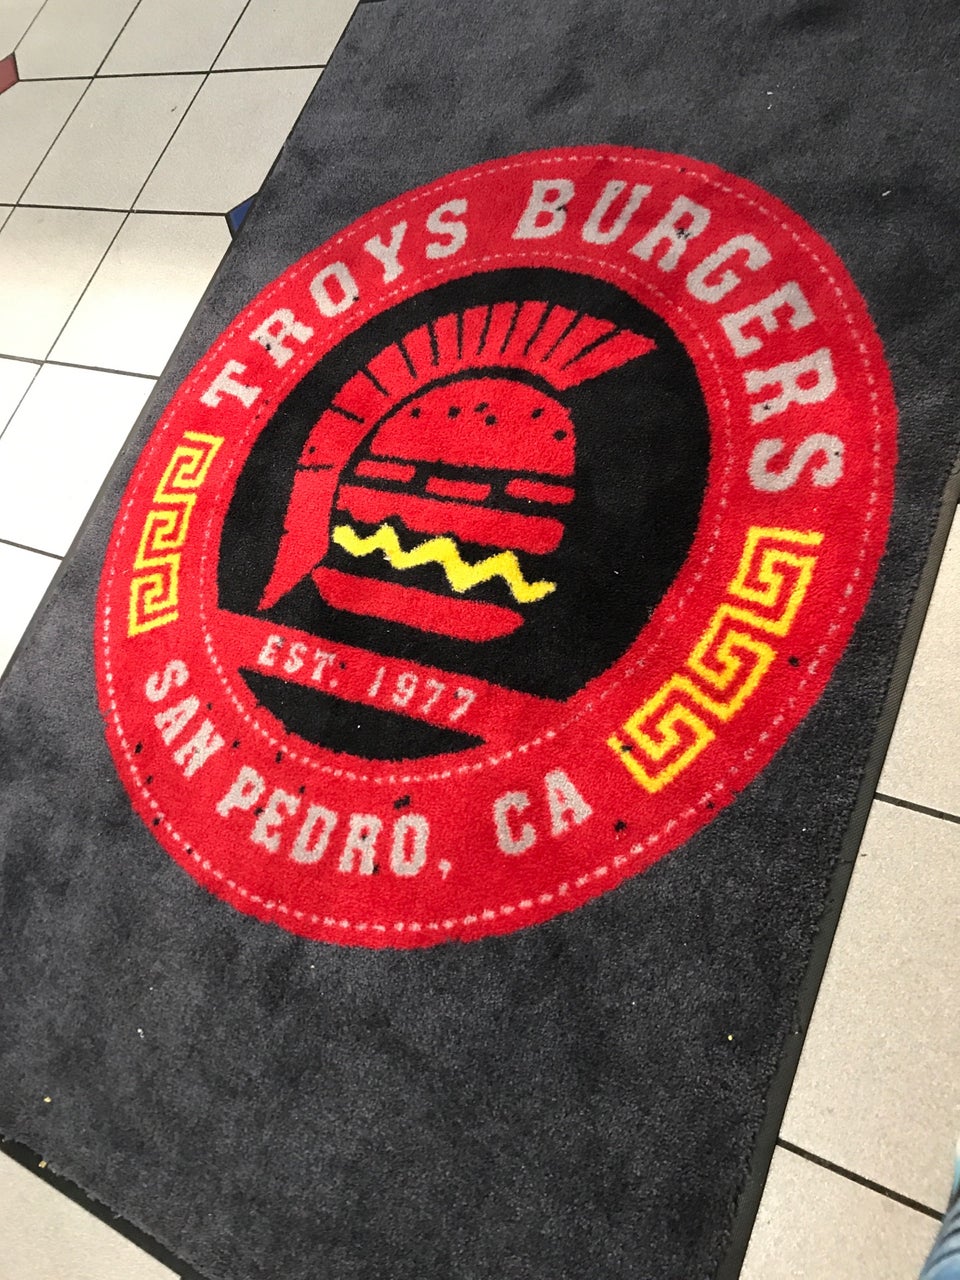 TROYS BURGERS
EST. 1977
SAN PEDRO, CA